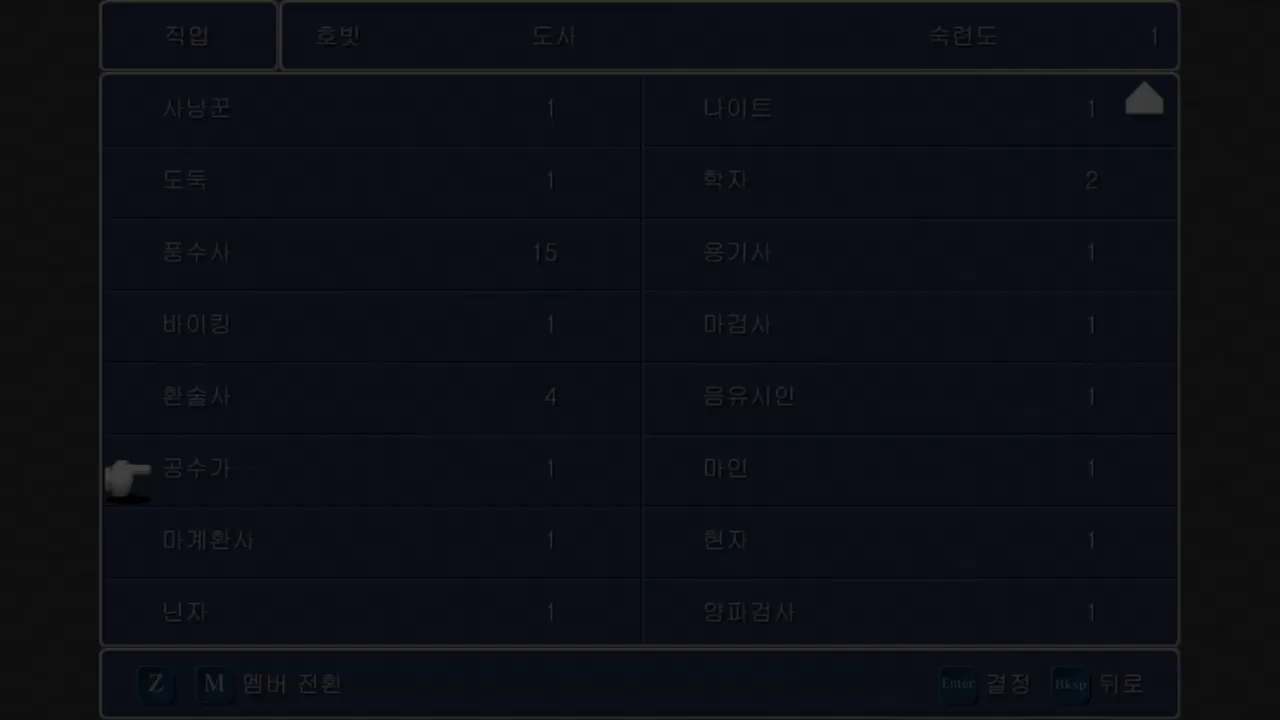 직업 호빗 도사 숙련도 1
사냥꾼 1 나이트 1
도둑 1 학자 2
풍수사 15 용기사 1
바이킹 1 마검사 1
환술사 4 음유시인 1
공수가 1 마인 1
마계환사 1 현자 1
닌자 1 양파검사 1
Z M 멤버 전환 Enter 결정 Bksp 뒤로